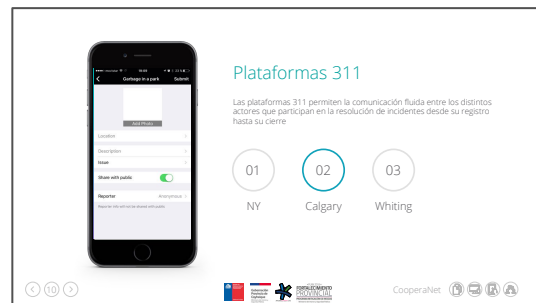 Garbage in a park
Submit
Add Photo
Location
Description
Issue
Share with public
Reporter
Anonymous
Plataformas 311
Las plataformas 311 permiten la comunicación fluida entre los distintos
actores que participan en la resolución de incidentes desde su registro
hasta su cierre
01
02
03
NY
Calgary
Whiting
10
FORTALECIMIENTO
PROVINCIAL
CooperaNet